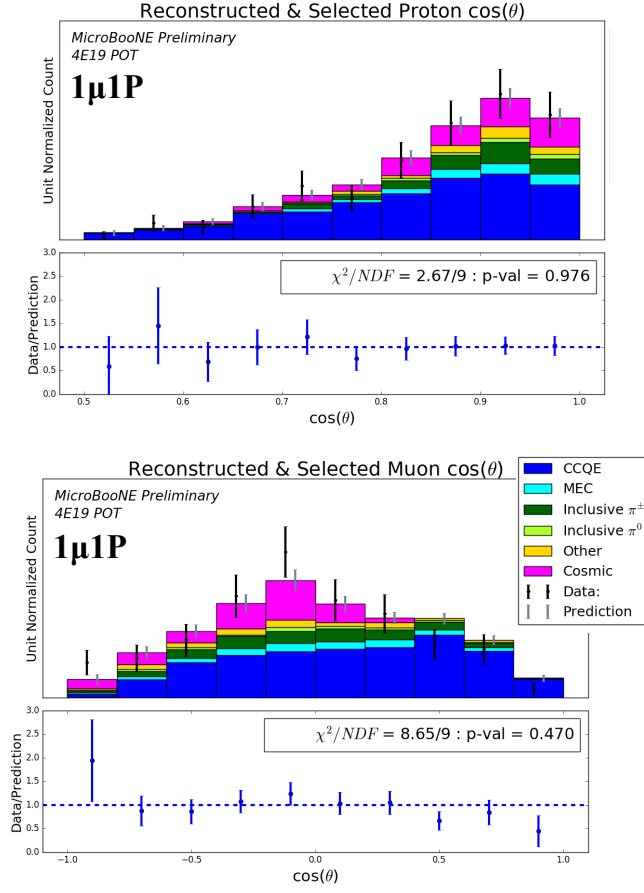 Reconstructed & Selected Proton cos(θ)
MicroBooNE Preliminary
4E19 POT
1μ1P
Unit Normalized Count
3.0
2.5
2.0
1.5
1.0
0.5
0.0
Data/Prediction
χ²/NDF = 2.67/9 : p-val = 0.976
0.5 0.6 0.7 0.8 0.9 1.0
cos(θ)
Reconstructed & Selected Muon cos(θ)
MicroBooNE Preliminary
4E19 POT
1μ1P
Unit Normalized Count
CCQE
MEC
Inclusive π±
Inclusive π⁰
Other
Cosmic
Data:
Prediction
3.0
2.5
2.0
1.5
1.0
0.5
0.0
Data/Prediction
χ²/NDF = 8.65/9 : p-val = 0.470
−1.0 −0.5 0.0 0.5 1.0
cos(θ)